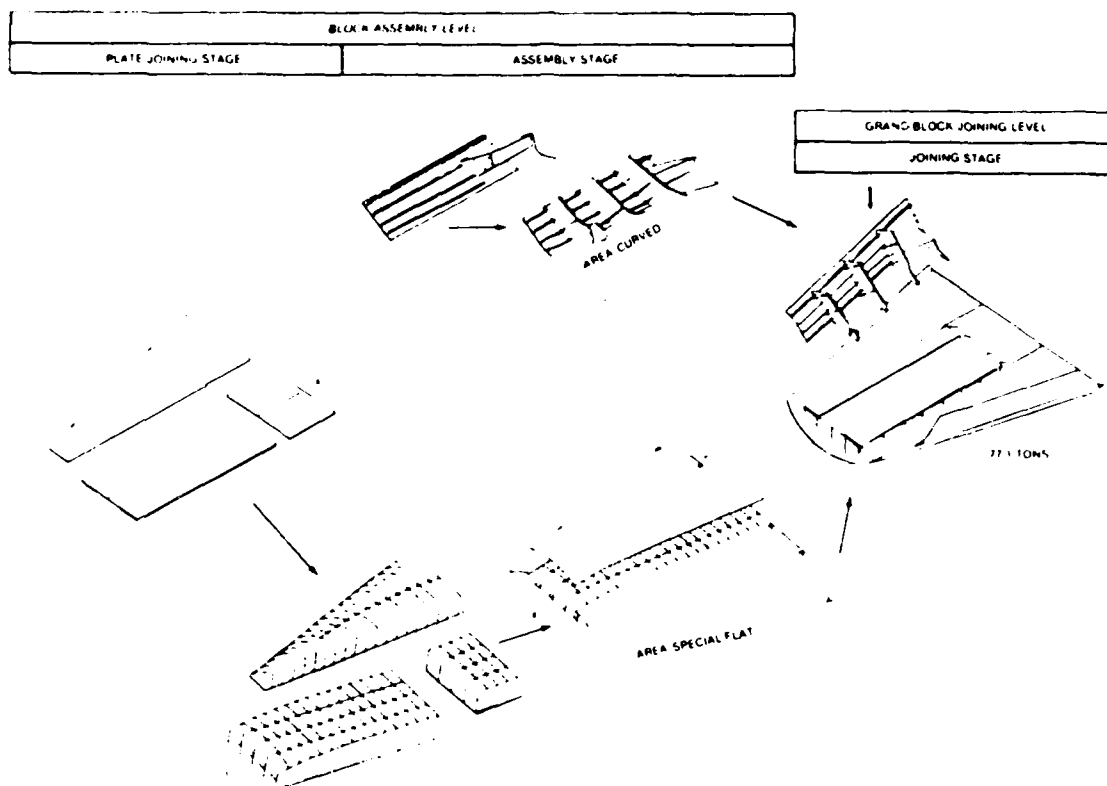 BLOCK ASSEMBLY LEVEL
PLATE JOINING STAGE
ASSEMBLY STAGE
GRAND BLOCK JOINING LEVEL
JOINING STAGE
AREA CURVED
TONS
AREA SPECIAL FLAT